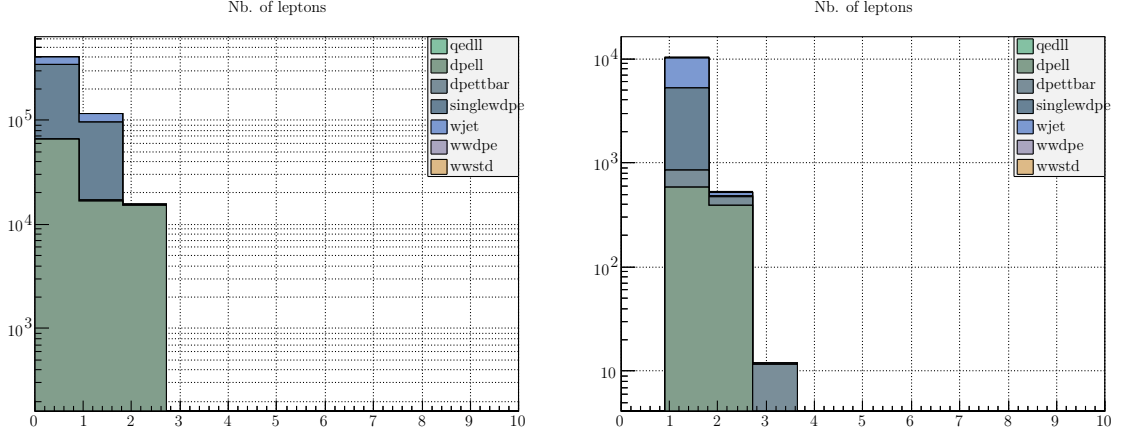 Nb. of leptons
10^5
10^4
10^3
0 1 2 3 4 5 6 7 8 9 10
qedll
dpell
dpettbar
singlewdpe
wjet
wwdpe
wwstd
Nb. of leptons
10^4
10^3
10^2
10
0 1 2 3 4 5 6 7 8 9 10
qedll
dpell
dpettbar
singlewdpe
wjet
wwdpe
wwstd